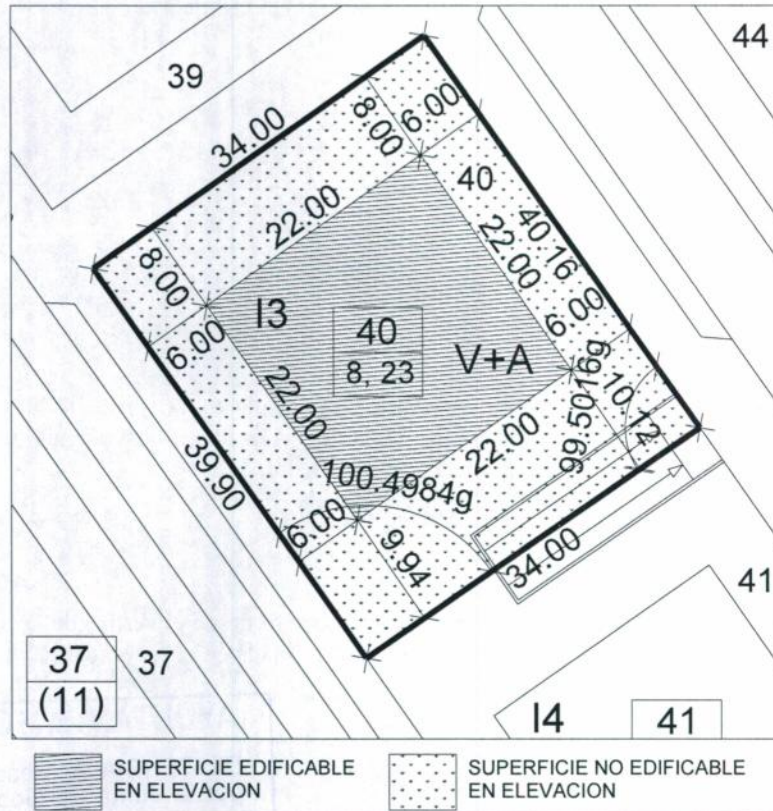 44
39
34.00
8.00
6.00
40
22.00
40.16
22.00
8.00
I3
40
6.00
6.00
8, 23
V+A
22.00
99.5016g
10.12
22.00
39.90
100.4984g
6.00
9.94
34.00
41
37
37
(11)
I4
41
SUPERFICIE EDIFICABLE
EN ELEVACION
SUPERFICIE NO EDIFICABLE
EN ELEVACION